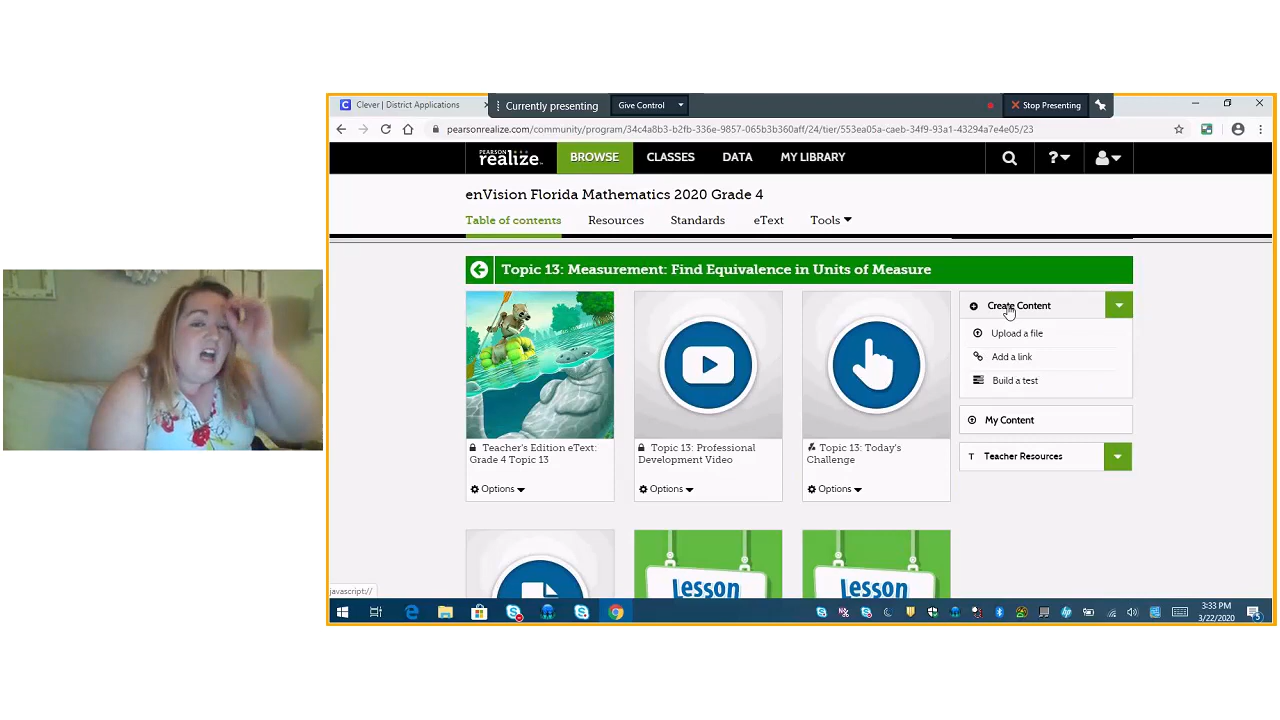 Clever | District Applications
Currently presenting
Give Control
Stop Presenting
pearsonrealize.com/community/program/34c4a8b3-b2fb-336e-9857-065b3b360aff/24/tier/553ea05a-caeb-34f9-93a1-43294a7e4e05/23
PEARSON
realize™
BROWSE
CLASSES
DATA
MY LIBRARY
?
enVision Florida Mathematics 2020 Grade 4
Table of contents
Resources
Standards
eText
Tools
Topic 13: Measurement: Find Equivalence in Units of Measure
Create Content
Upload a file
Add a link
Build a test
My Content
T Teacher Resources
Teacher's Edition eText:
Grade 4 Topic 13
Options
Topic 13: Professional
Development Video
Options
Topic 13: Today's
Challenge
Options
Lesson
Lesson
javascript://
3:33 PM
3/22/2020